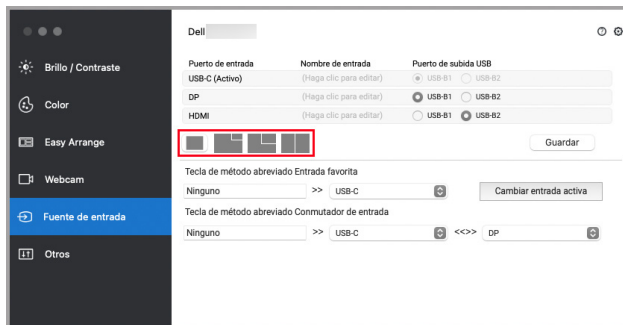 Dell
Brillo / Contraste
Color
Easy Arrange
Webcam
Fuente de entrada
Otros
Puerto de entrada Nombre de entrada Puerto de subida USB
USB-C (Activo) (Haga clic para editar) USB-B1 USB-B2
DP (Haga clic para editar) USB-B1 USB-B2
HDMI (Haga clic para editar) USB-B1 USB-B2
Guardar
Tecla de método abreviado Entrada favorita
Ninguno >> USB-C Cambiar entrada activa
Tecla de método abreviado Conmutador de entrada
Ninguno >> USB-C <<>> DP